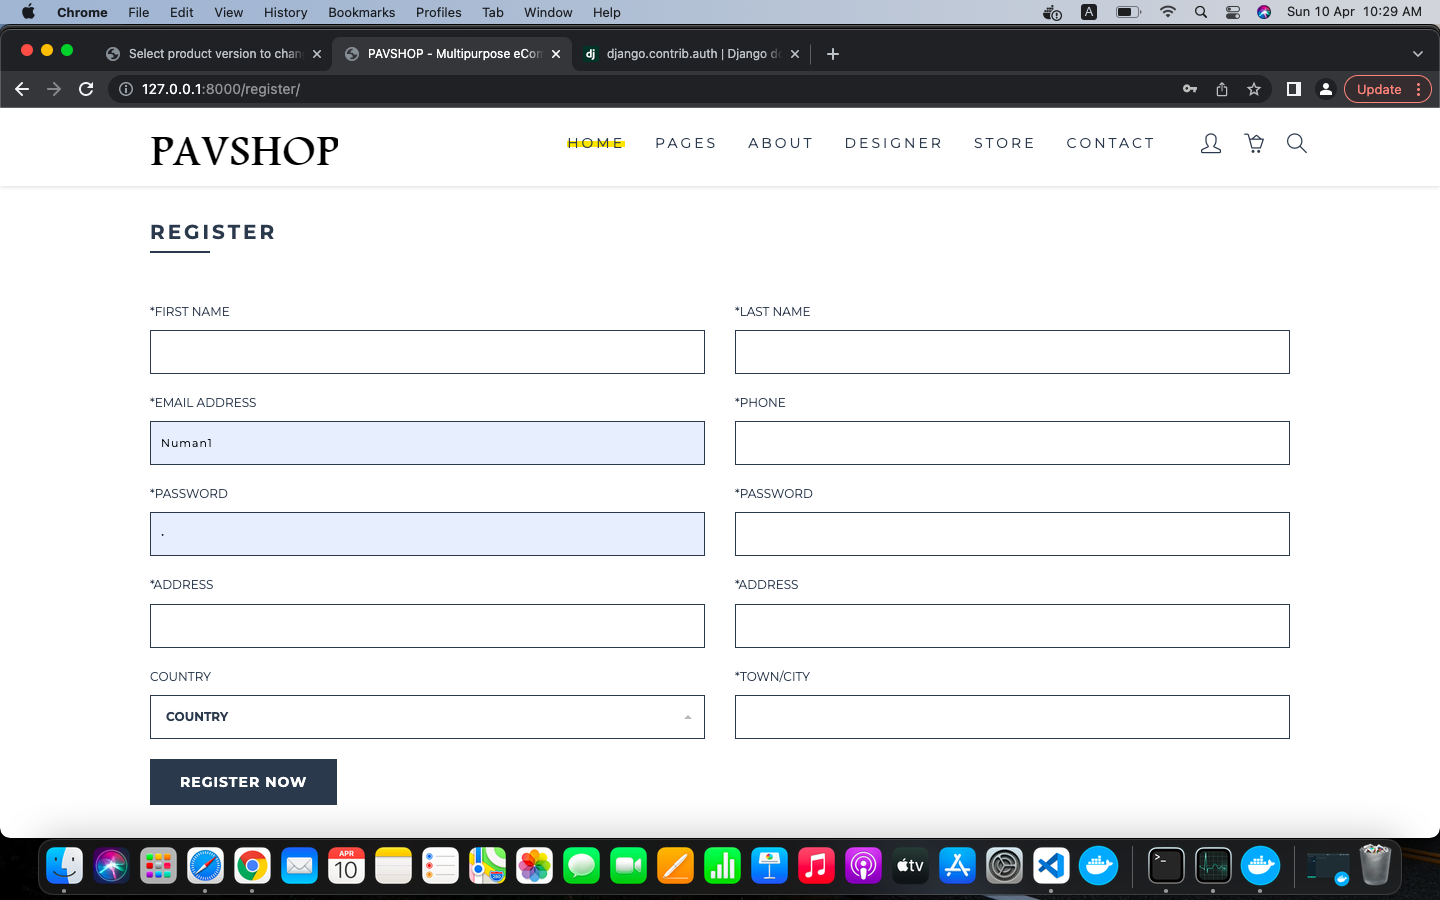 Chrome File Edit View History Bookmarks Profiles Tab Window Help A Sun 10 Apr 10:29 AM
Select product version to chan PAVSHOP - Multipurpose eCon dj django.contrib.auth | Django do
127.0.0.1:8000/register/ Update
PAVSHOP HOME PAGES ABOUT DESIGNER STORE CONTACT
REGISTER
*FIRST NAME *LAST NAME
*EMAIL ADDRESS *PHONE
Numan1
*PASSWORD *PASSWORD
*ADDRESS *ADDRESS
COUNTRY *TOWN/CITY
COUNTRY
REGISTER NOW
APR
10
tv